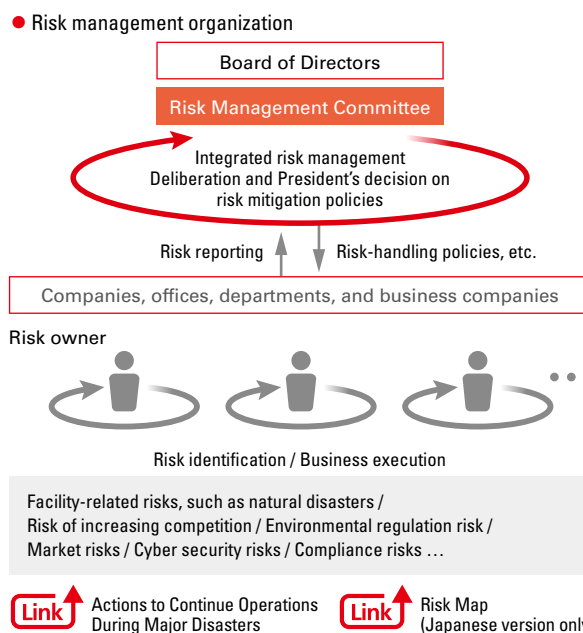 ● Risk management organization
Board of Directors
Risk Management Committee
Integrated risk management
Deliberation and President's decision on
risk mitigation policies
Risk reporting
Risk-handling policies, etc.
Companies, offices, departments, and business companies
Risk owner
Risk identification / Business execution
Facility-related risks, such as natural disasters /
Risk of increasing competition / Environmental regulation risk /
Market risks / Cyber security risks / Compliance risks …
Link
Actions to Continue Operations
During Major Disasters
Link
Risk Map
(Japanese version only